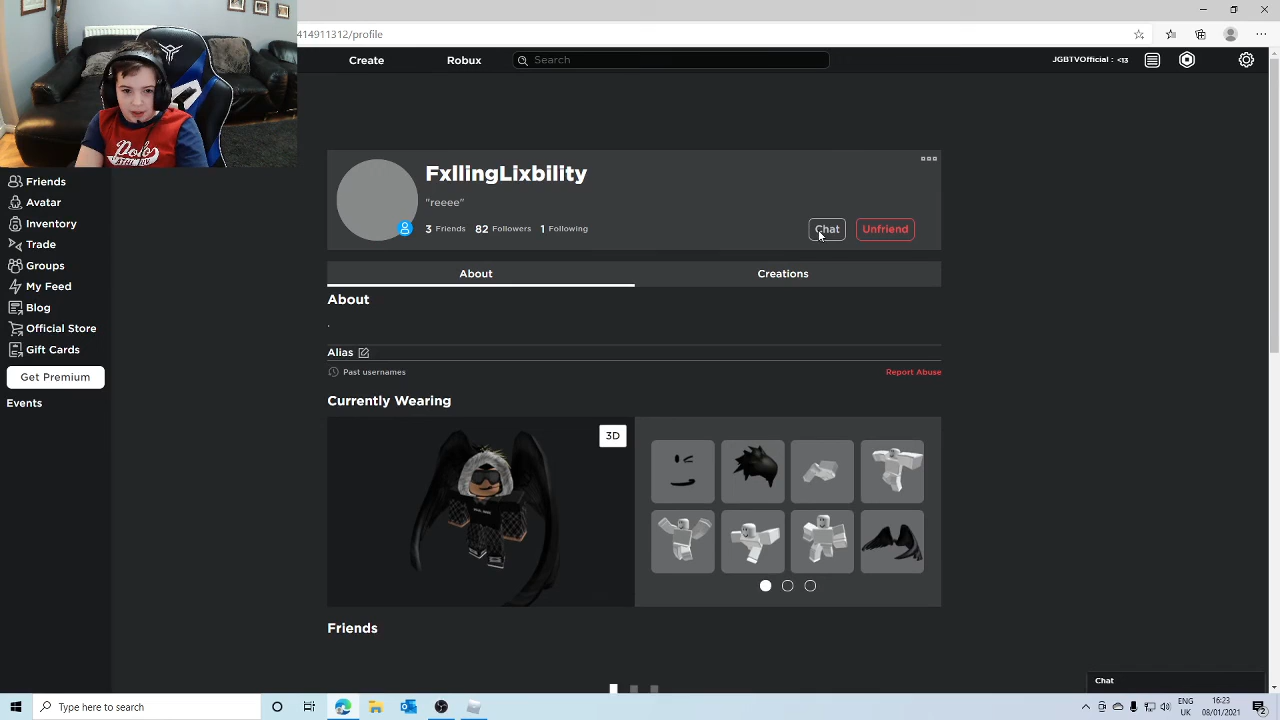 414911312/profile
Create
Robux
Search
JGBTVOfficial : <13
Polo
Friends
Avatar
Inventory
Trade
Groups
My Feed
Blog
Official Store
Gift Cards
Get Premium
Events
FxllingLixbility
"reeee"
3 Friends 82 Followers 1 Following
Chat
Unfriend
About
Creations
About
.
Alias
Past usernames
Report Abuse
Currently Wearing
3D
Friends
Chat
Type here to search
ENG
UK
16:23
08/01/2021
2